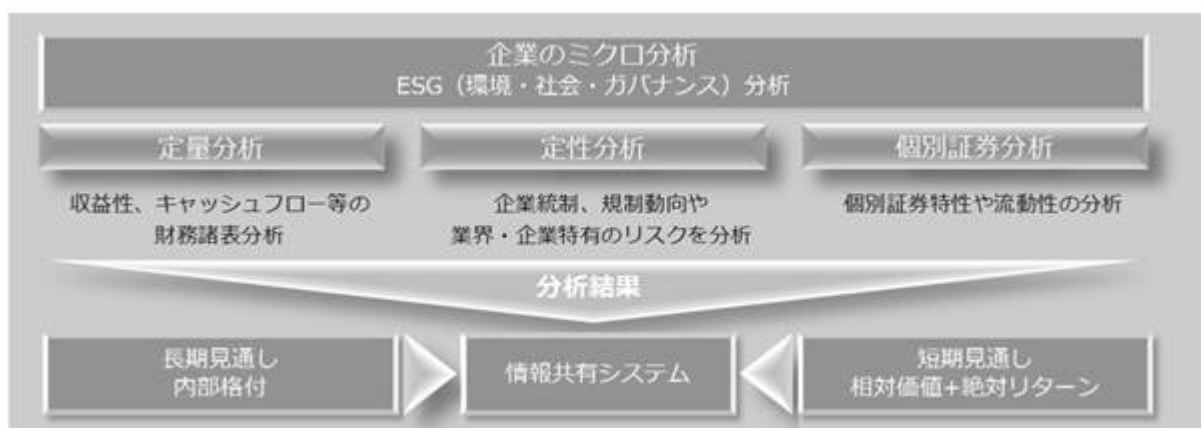 企業のミクロ分析
ESG（環境・社会・ガバナンス）分析
定量分析
定性分析
個別証券分析
収益性、キャッシュフロー等の
財務諸表分析
企業統制、規制動向や
業界・企業特有のリスクを分析
個別証券特性や流動性の分析
分析結果
長期見通し
内部格付
情報共有システム
短期見通し
相対価値+絶対リターン